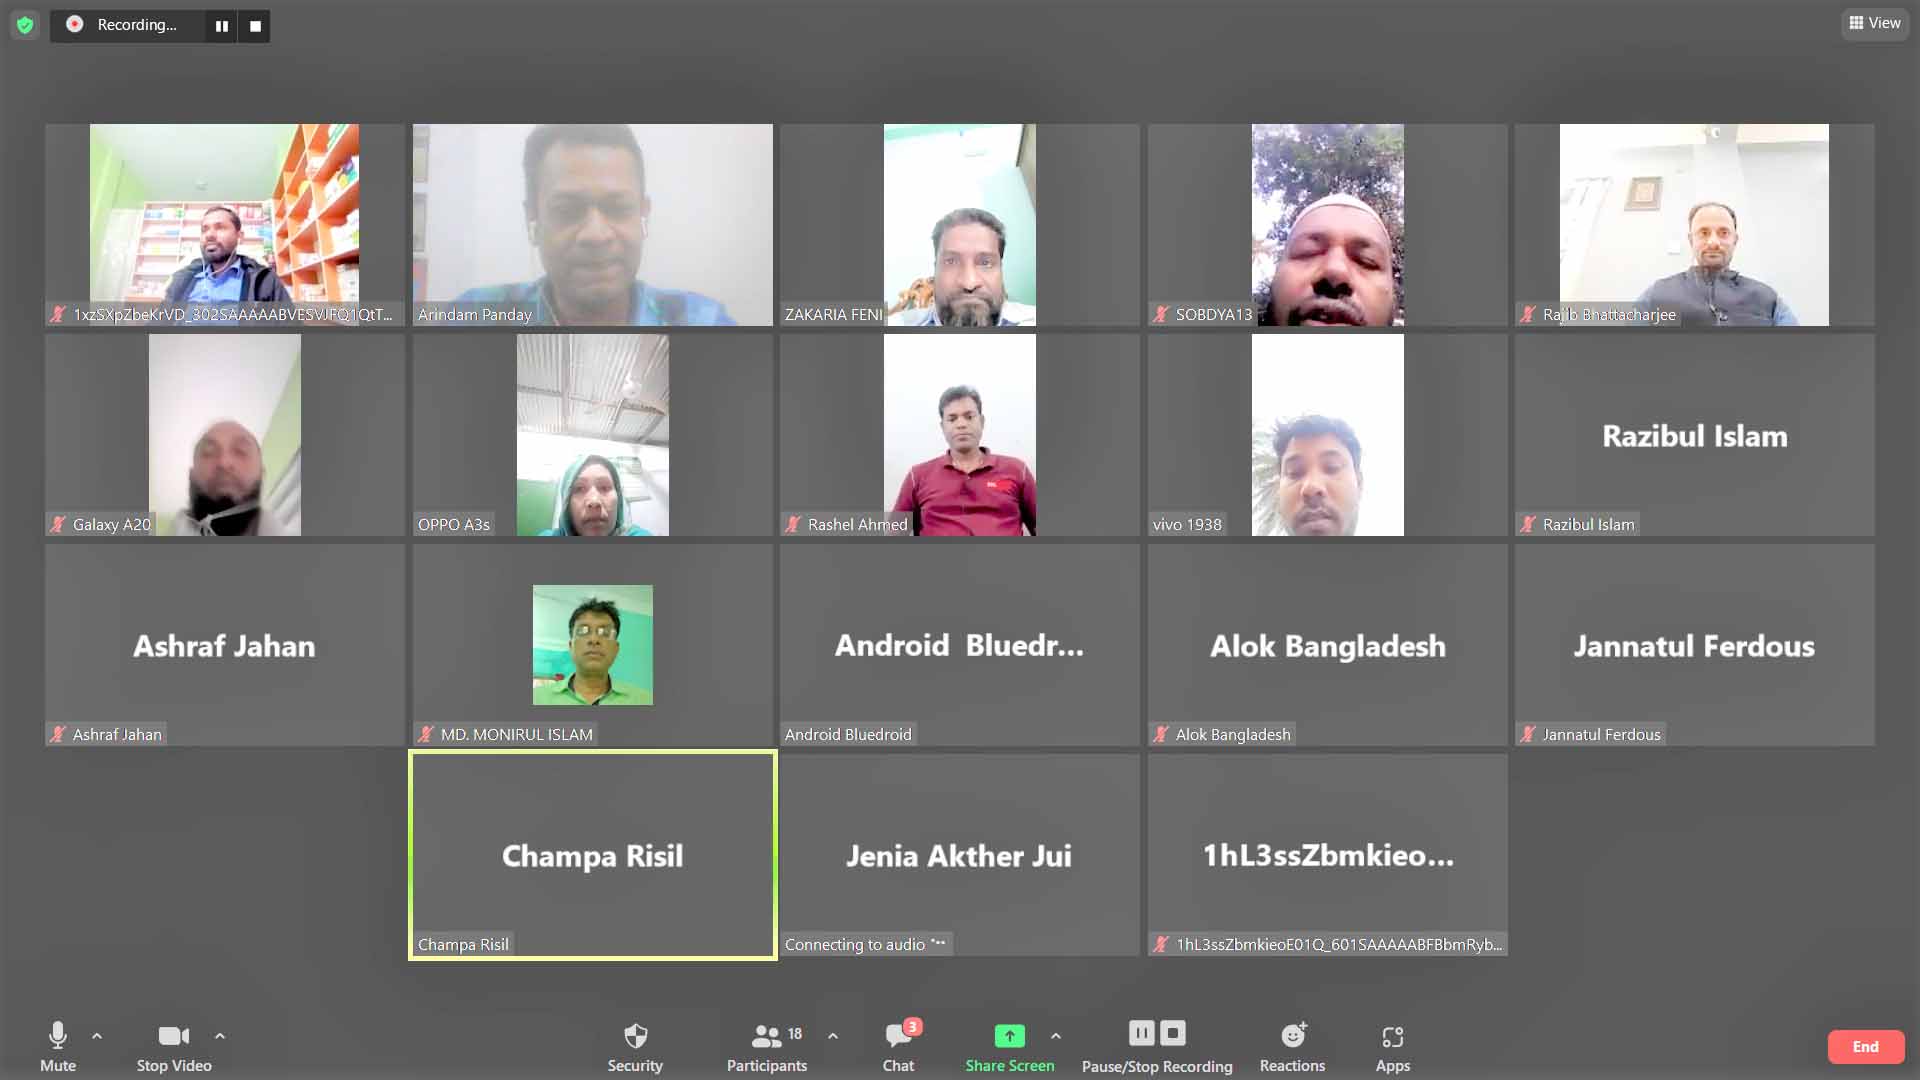 Recording...
View
1xzSXpZbeKrVD_302SAAAAABVESVJFQ1QtT...
Arindam Panday
ZAKARIA FENI
SOBDYA13
Rajib Bhattacharjee
Galaxy A20
OPPO A3s
Rashel Ahmed
vivo 1938
Razibul Islam
Razibul Islam
Ashraf Jahan
Ashraf Jahan
MD. MONIRUL ISLAM
Android Bluedr...
Android Bluedroid
Alok Bangladesh
Alok Bangladesh
Jannatul Ferdous
Jannatul Ferdous
Champa Risil
Champa Risil
Jenia Akther Jui
Connecting to audio
1hL3ssZbmkieo...
1hL3ssZbmkieoE01Q_601SAAAAABFBbmRyb...
Mute
Stop Video
Security
Participants
18
Chat
3
Share Screen
Pause/Stop Recording
Reactions
Apps
End